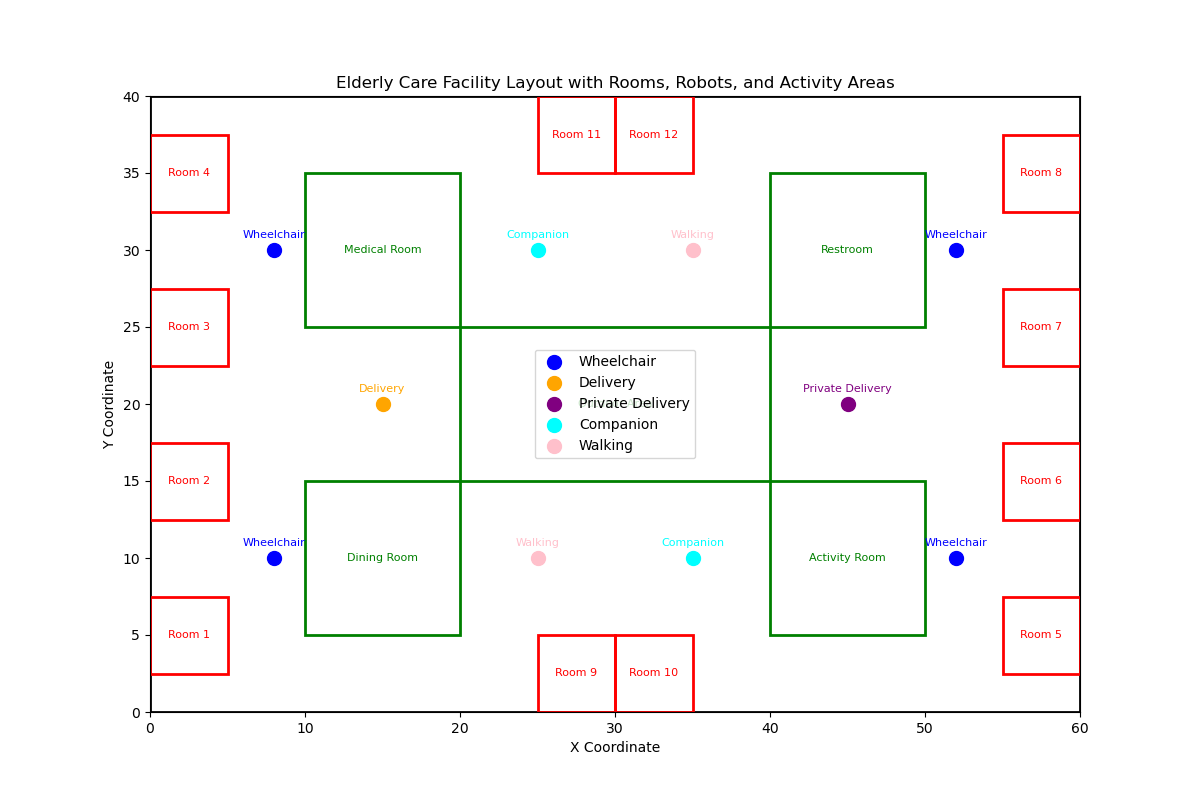 Elderly Care Facility Layout with Rooms, Robots, and Activity Areas
40
Room 11
Room 12
Room 4
35
Room 8
Wheelchair
Companion
Walking
Wheelchair
30
Medical Room
Restroom
Room 3
25
Room 7
Wheelchair
Delivery
Private Delivery
Companion
Walking
Delivery
Private Delivery
20
Y Coordinate
Room 2
15
Room 6
Wheelchair
Walking
Companion
Wheelchair
10
Dining Room
Activity Room
Room 1
5
Room 5
Room 9
Room 10
0
0
10
20
30
40
50
60
X Coordinate